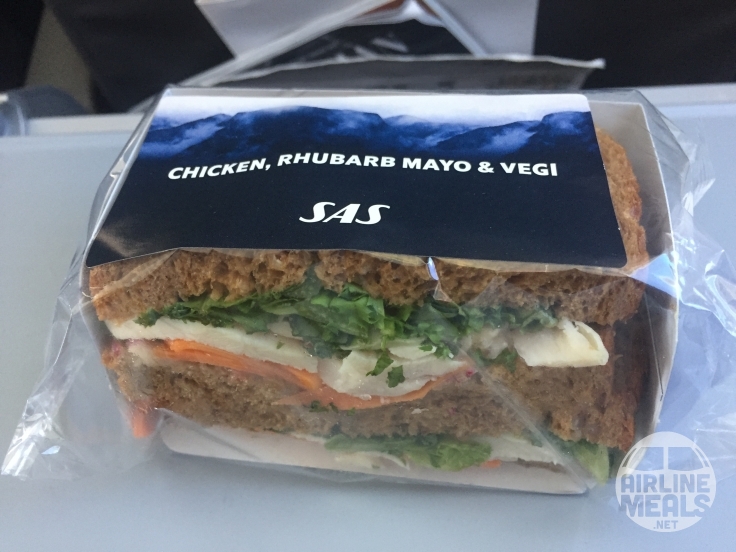 CHICKEN, RHUBARB MAYO & VEGI
SAS
AIRLINE
MEALS
.NET